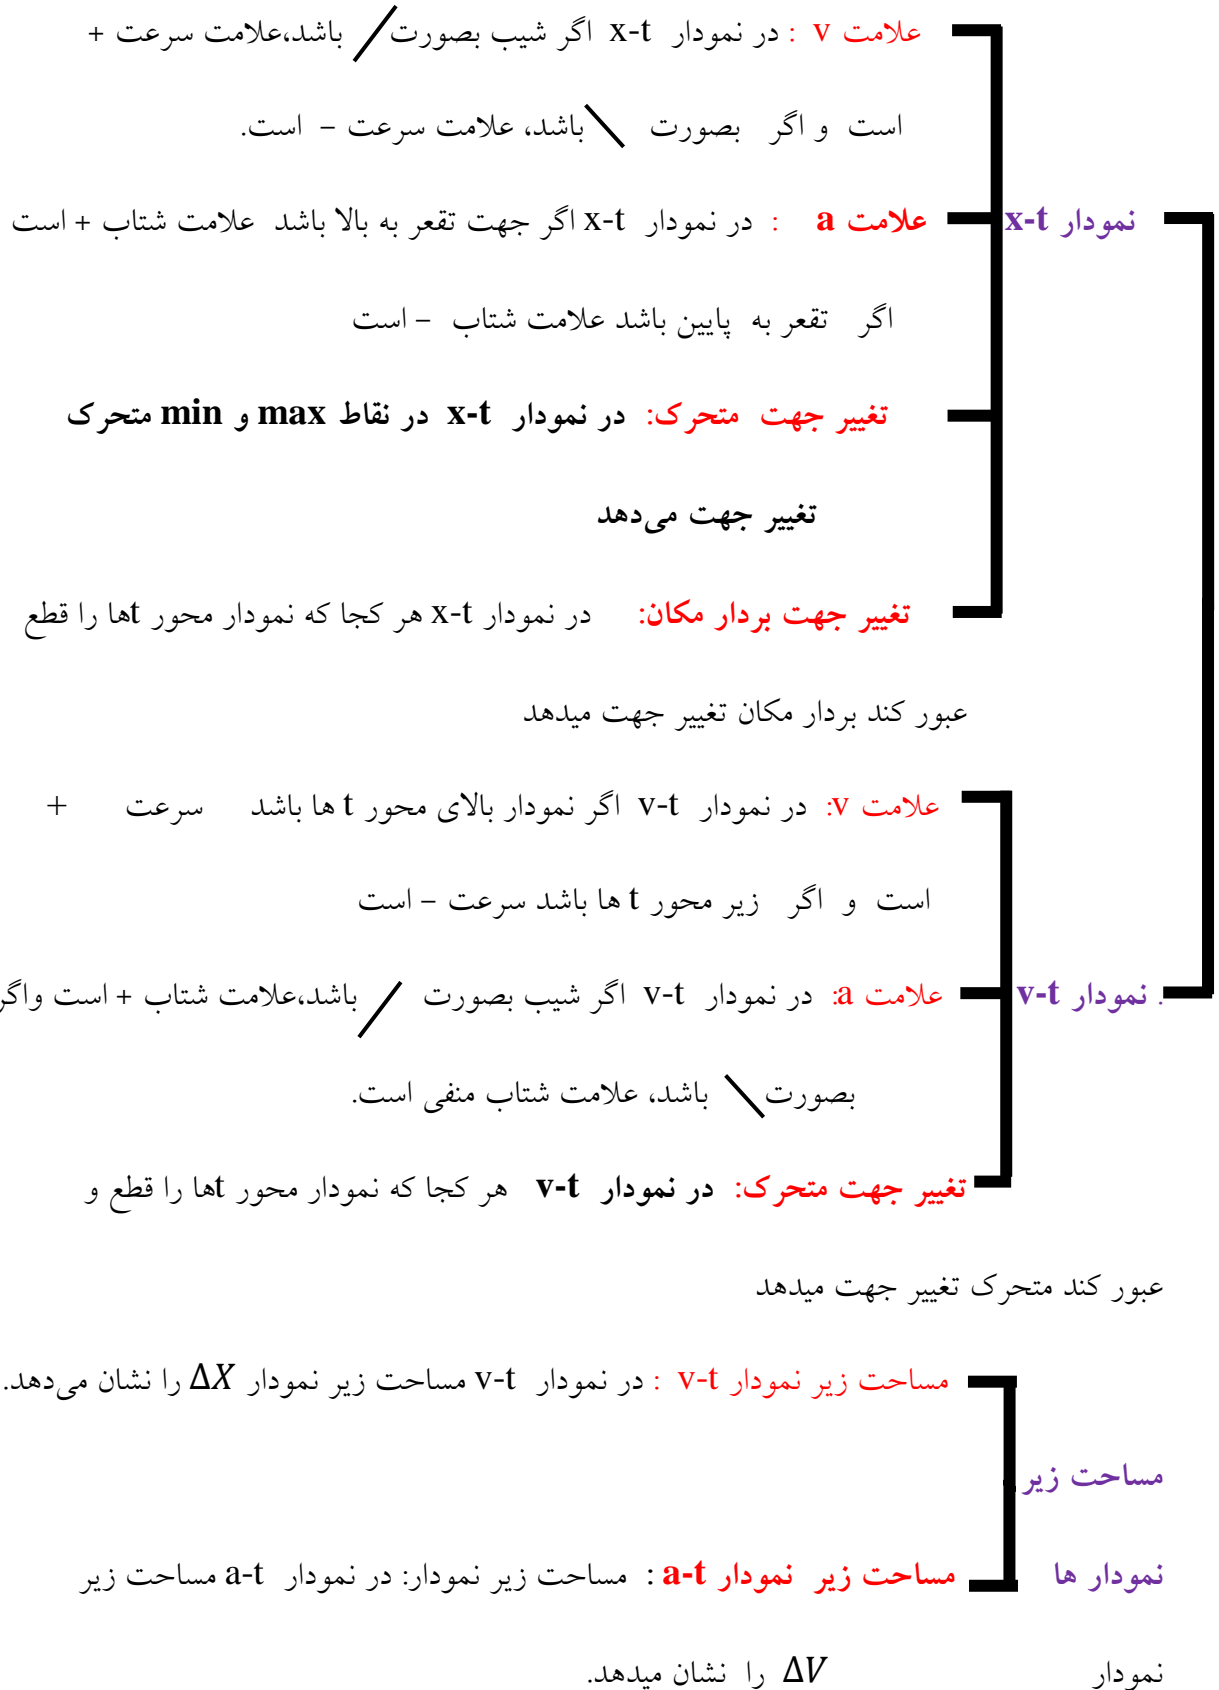 علامت v : در نمودار x-t اگر شیب بصورت / باشد،علامت سرعت +
است و اگر بصورت \ باشد، علامت سرعت – است.
نمودار x-t علامت a : در نمودار x-t اگر جهت تقعر به بالا باشد علامت شتاب + است
اگر تقعر به پایین باشد علامت شتاب – است
تغییر جهت متحرک: در نمودار x-t در نقاط max و min متحرک
تغییر جهت می‌دهد
تغییر جهت بردار مکان: در نمودار x-t هر کجا که نمودار محور tها را قطع
عبور کند بردار مکان تغییر جهت میدهد
علامت v: در نمودار v-t اگر نمودار بالای محور t ها باشد سرعت +
است و اگر زیر محور t ها باشد سرعت – است
. نمودار v-t علامت a: در نمودار v-t اگر شیب بصورت / باشد،علامت شتاب + است واگر
بصورت \ باشد، علامت شتاب منفی است.
تغییر جهت متحرک: در نمودار v-t هر کجا که نمودار محور tها را قطع و
عبور کند متحرک تغییر جهت میدهد
مساحت زیر نمودار v-t : در نمودار v-t مساحت زیر نمودار ΔX را نشان می‌دهد.
مساحت زیر
نمودار ها مساحت زیر نمودار a-t : مساحت زیر نمودار: در نمودار a-t مساحت زیر
نمودار ΔV را نشان میدهد.